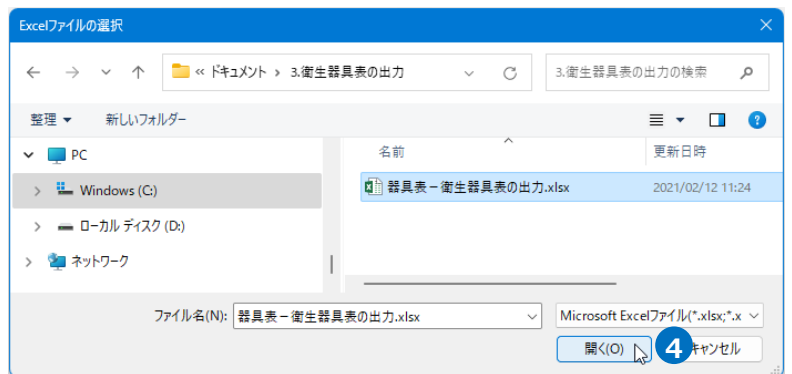 Excelファイルの選択
« ドキュメント › 3.衛生器具表の出力
3.衛生器具表の出力の検索
整理 新しいフォルダー
名前 更新日時
PC
Windows (C:)
ローカル ディスク (D:)
ネットワーク
器具表－衛生器具表の出力.xlsx 2021/02/12 11:24
ファイル名(N): 器具表－衛生器具表の出力.xlsx
Microsoft Excelファイル(*.xlsx;*.x
開く(O) 4 ャンセル